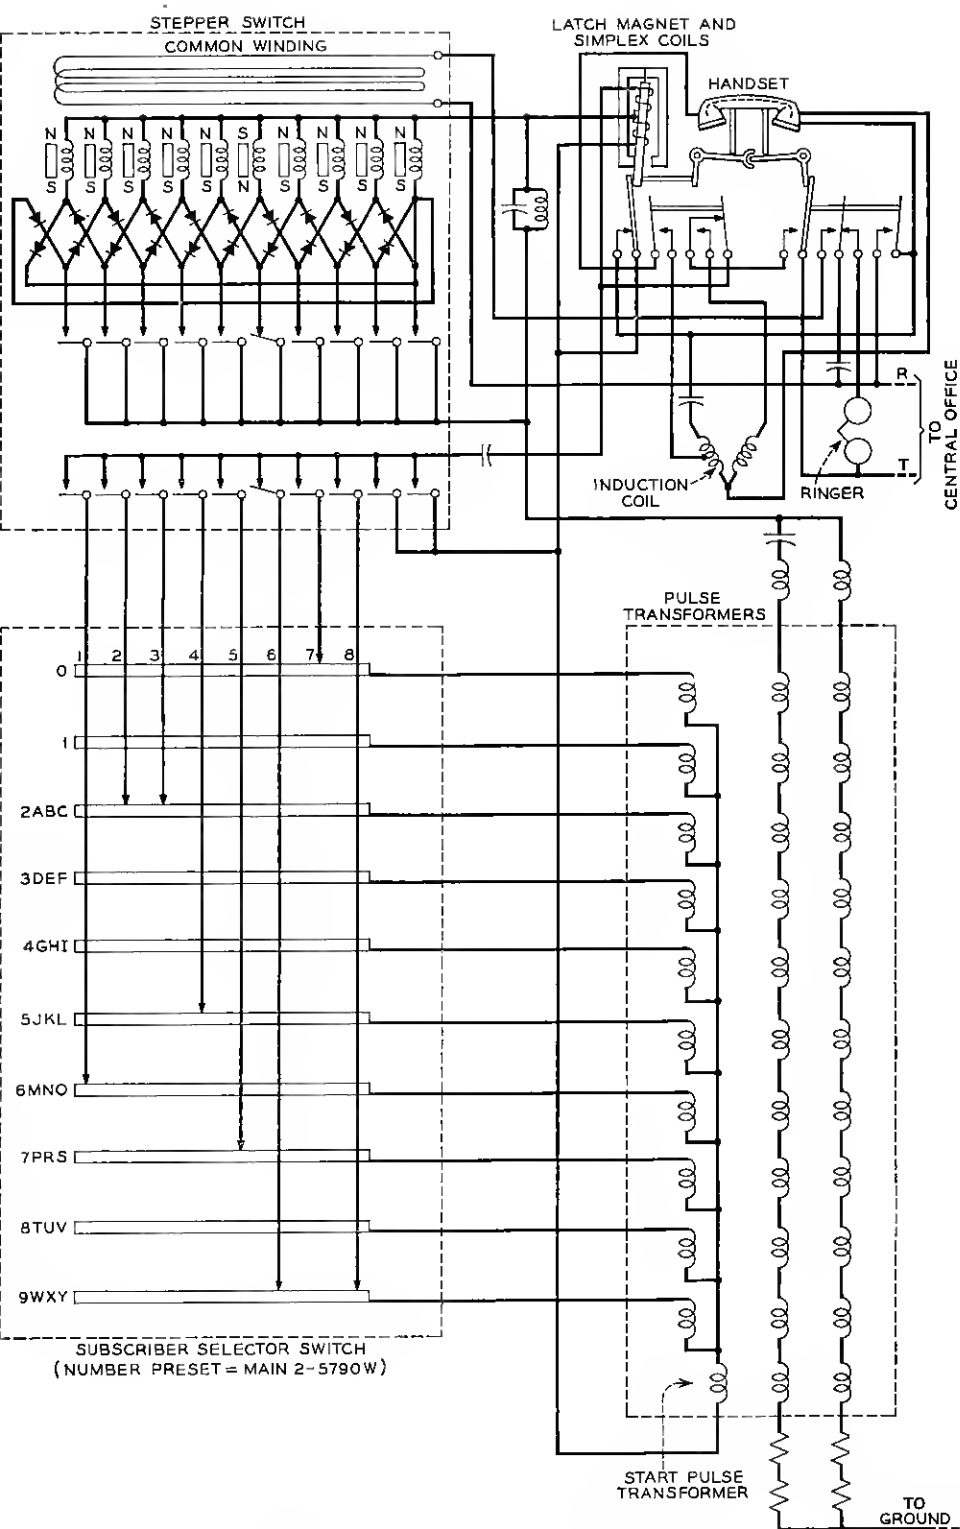 STEPPER SWITCH
COMMON WINDING
LATCH MAGNET AND
SIMPLEX COILS
HANDSET
N N N N N S N N N N
S S S S S N S S S S
R
T
TO
CENTRAL OFFICE
INDUCTION
COIL
RINGER
PULSE
TRANSFORMERS
1 2 3 4 5 6 7 8
0
1
2ABC
3DEF
4GHI
5JKL
6MNO
7PRS
8TUV
9WXY
SUBSCRIBER SELECTOR SWITCH
(NUMBER PRESET = MAIN 2-5790W)
START PULSE
TRANSFORMER
TO
GROUND